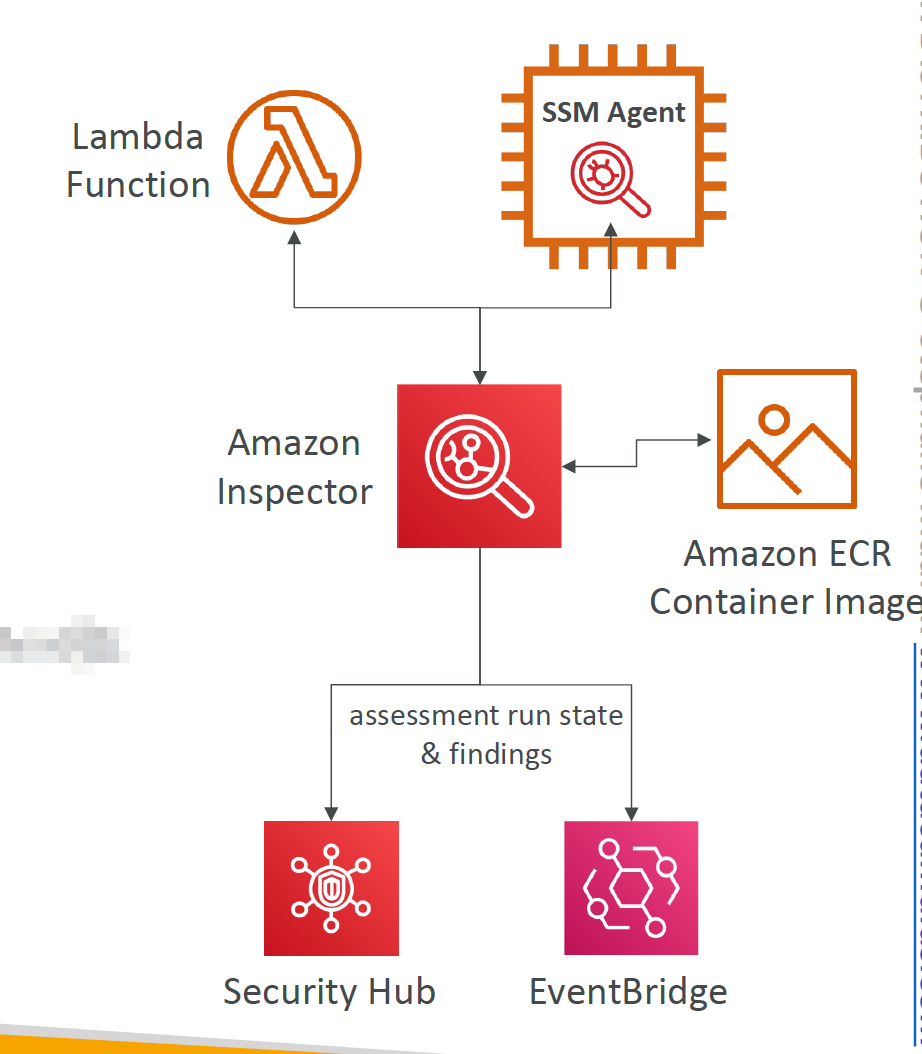 Lambda
Function
SSM Agent
Amazon
Inspector
Amazon ECR
Container Image
assessment run state
& findings
Security Hub
EventBridge